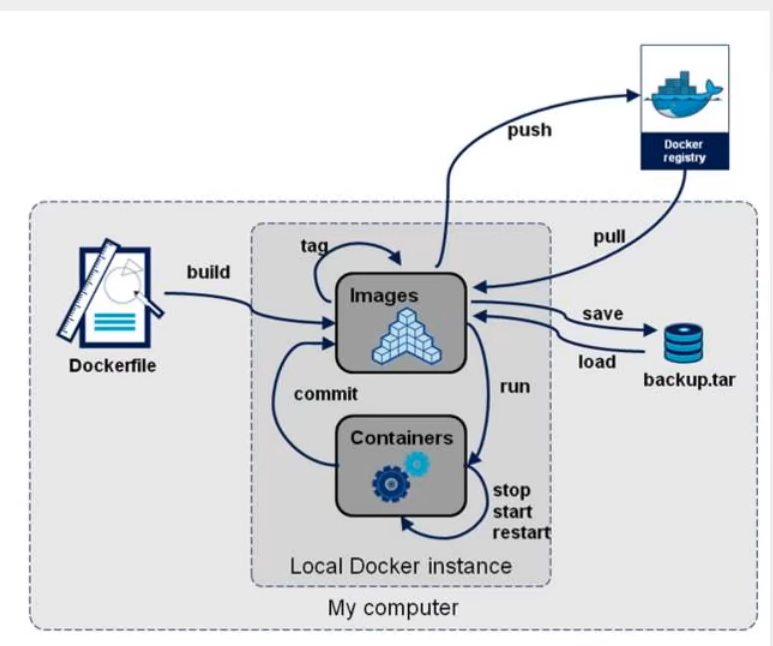 Docker
registry
push
pull
tag
build
Images
save
load
backup.tar
Dockerfile
commit
run
Containers
stop
start
restart
Local Docker instance
My computer